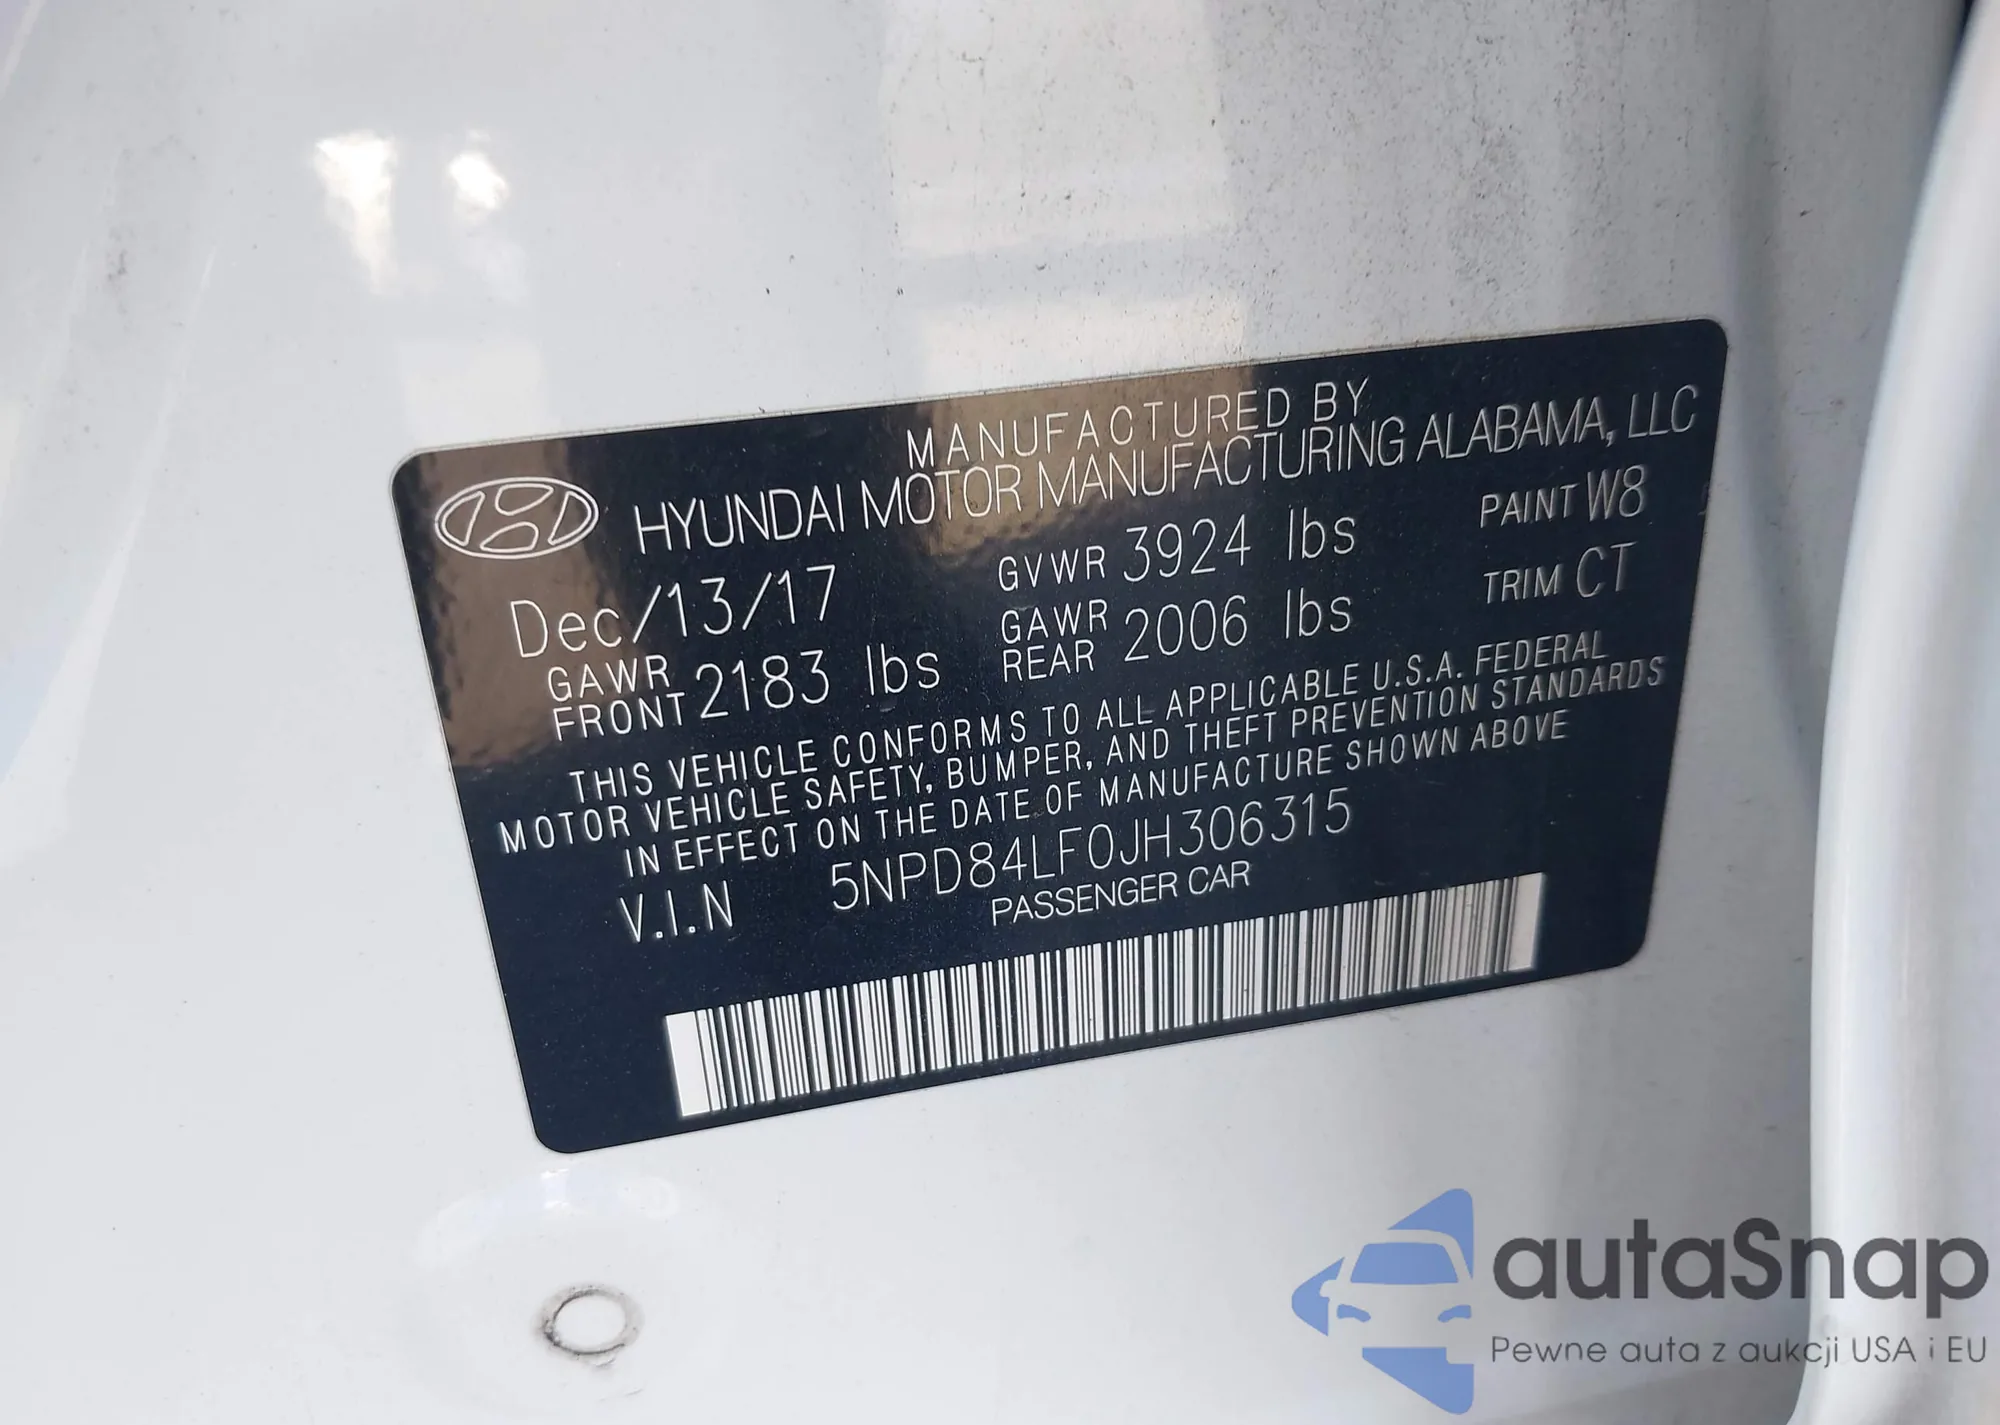 MANUFACTURED BY
HYUNDAI MOTOR MANUFACTURING ALABAMA, LLC
Dec/13/17 GVWR 3924 lbs PAINT W8
GAWR FRONT 2183 lbs GAWR REAR 2006 lbs TRIM CT
THIS VEHICLE CONFORMS TO ALL APPLICABLE U.S.A. FEDERAL
MOTOR VEHICLE SAFETY, BUMPER, AND THEFT PREVENTION STANDARDS
IN EFFECT ON THE DATE OF MANUFACTURE SHOWN ABOVE
V.I.N 5NPD84LF0JH306315
PASSENGER CAR
autaSnap
Pewne auta z aukcji USA i EU